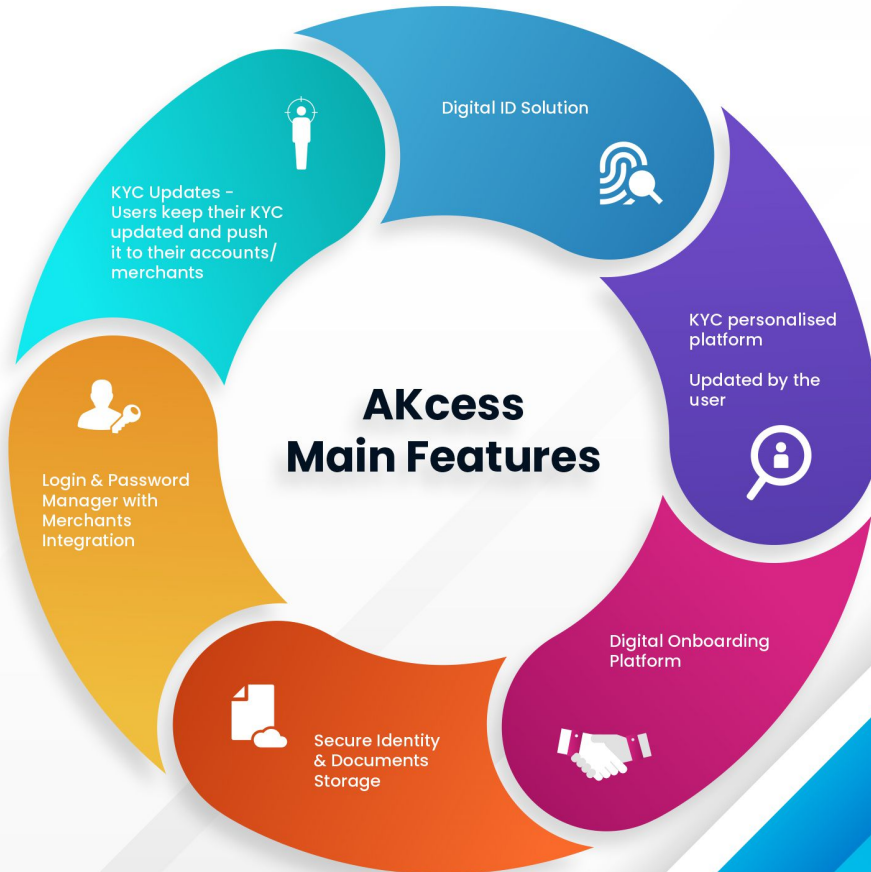 AKcess
Main Features
Digital ID Solution
KYC personalised
platform
Updated by the
user
Digital Onboarding
Platform
Secure Identity
& Documents
Storage
Login & Password
Manager with
Merchants
Integration
KYC Updates -
Users keep their KYC
updated and push
it to their accounts/
merchants